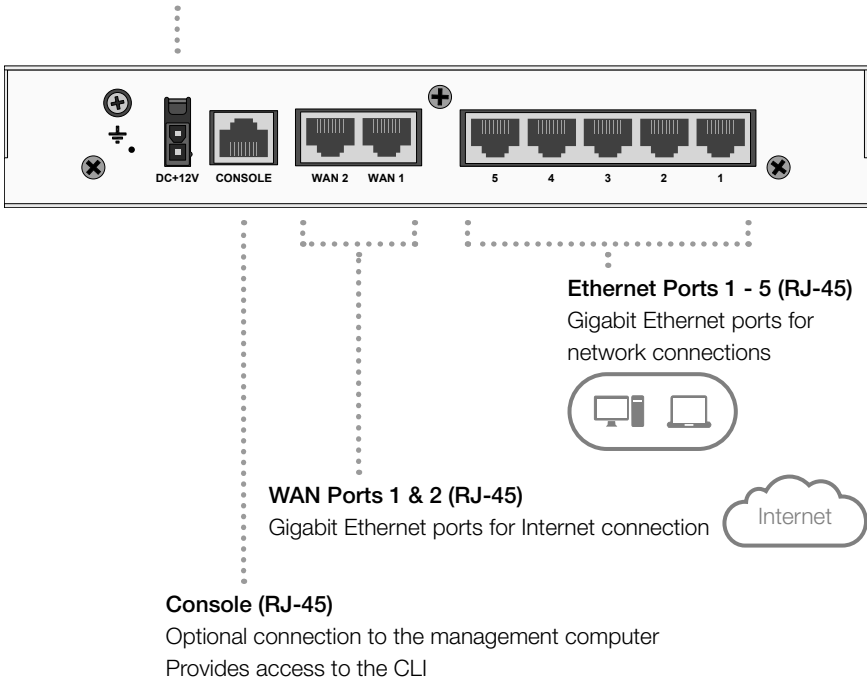 DC+12V CONSOLE WAN 2 WAN 1 5 4 3 2 1
Ethernet Ports 1 - 5 (RJ-45)
Gigabit Ethernet ports for
network connections
WAN Ports 1 & 2 (RJ-45)
Gigabit Ethernet ports for Internet connection
Internet
Console (RJ-45)
Optional connection to the management computer
Provides access to the CLI